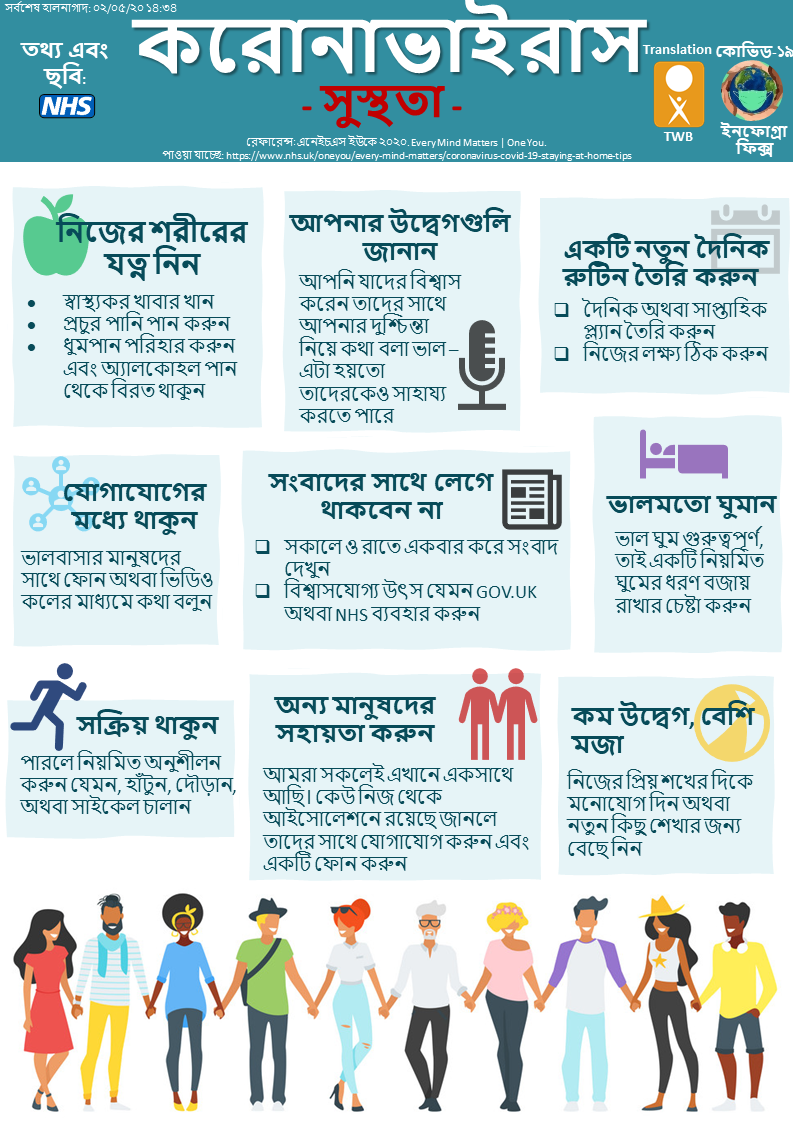 সর্বশেষ হালনাগাদ: ০২/০৫/২০ ১৪:৩৪
তথ্য এবং
ছবি:
NHS
করোনাভাইরাস
- সুস্থতা -
রেফারেন্স: এনেইচএস ইউকে ২০২০. Every Mind Matters | One You.
পাওয়া যাচ্ছে: https://www.nhs.uk/oneyou/every-mind-matters/coronavirus-covid-19-staying-at-home-tips
Translation
TWB
কোভিড-১৯
ইনফোগ্রা
ফিক্স
নিজের শরীরের
যত্ন নিন
• স্বাস্থ্যকর খাবার খান
• প্রচুর পানি পান করুন
• ধুমপান পরিহার করুন
এবং অ্যালকোহল পান
থেকে বিরত থাকুন
আপনার উদ্বেগগুলি
জানান
আপনি যাদের বিশ্বাস
করেন তাদের সাথে
আপনার দুশ্চিন্তা
নিয়ে কথা বলা ভাল –
এটা হয়তো
তাদেরকেও সাহায্য
করতে পারে
একটি নতুন দৈনিক
রুটিন তৈরি করুন
❑ দৈনিক অথবা সাপ্তাহিক
প্ল্যান তৈরি করুন
❑ নিজের লক্ষ্য ঠিক করুন
যোগাযোগের
মধ্যে থাকুন
ভালবাসার মানুষদের
সাথে ফোন অথবা ভিডিও
কলের মাধ্যমে কথা বলুন
সংবাদের সাথে লেগে
থাকবেন না
❑ সকালে ও রাতে একবার করে সংবাদ
দেখুন
❑ বিশ্বাসযোগ্য উৎস যেমন GOV.UK
অথবা NHS ব্যবহার করুন
ভালমতো ঘুমান
ভাল ঘুম গুরুত্বপূর্ণ,
তাই একটি নিয়মিত
ঘুমের ধরণ বজায়
রাখার চেষ্টা করুন
সক্রিয় থাকুন
পারলে নিয়মিত অনুশীলন
করুন যেমন, হাঁটুন, দৌড়ান,
অথবা সাইকেল চালান
অন্য মানুষদের
সহায়তা করুন
আমরা সকলেই এখানে একসাথে
আছি। কেউ নিজ থেকে
আইসোলেশনে রয়েছে জানলে
তাদের সাথে যোগাযোগ করুন এবং
একটি ফোন করুন
কম উদ্বেগ, বেশি
মজা
নিজের প্রিয় শখের দিকে
মনোযোগ দিন অথবা
নতুন কিছু শেখার জন্য
বেছে নিন